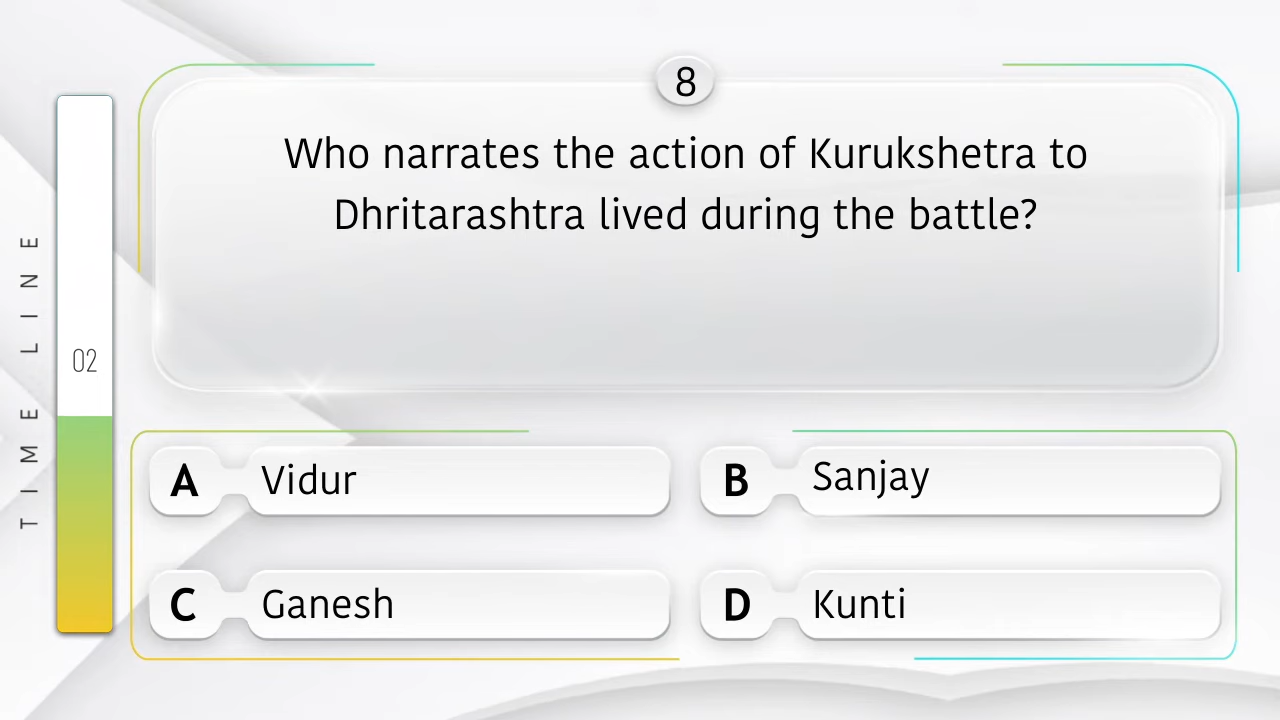 8
Who narrates the action of Kurukshetra to
Dhritarashtra lived during the battle?
TIME LINE
02
A Vidur
B Sanjay
C Ganesh
D Kunti